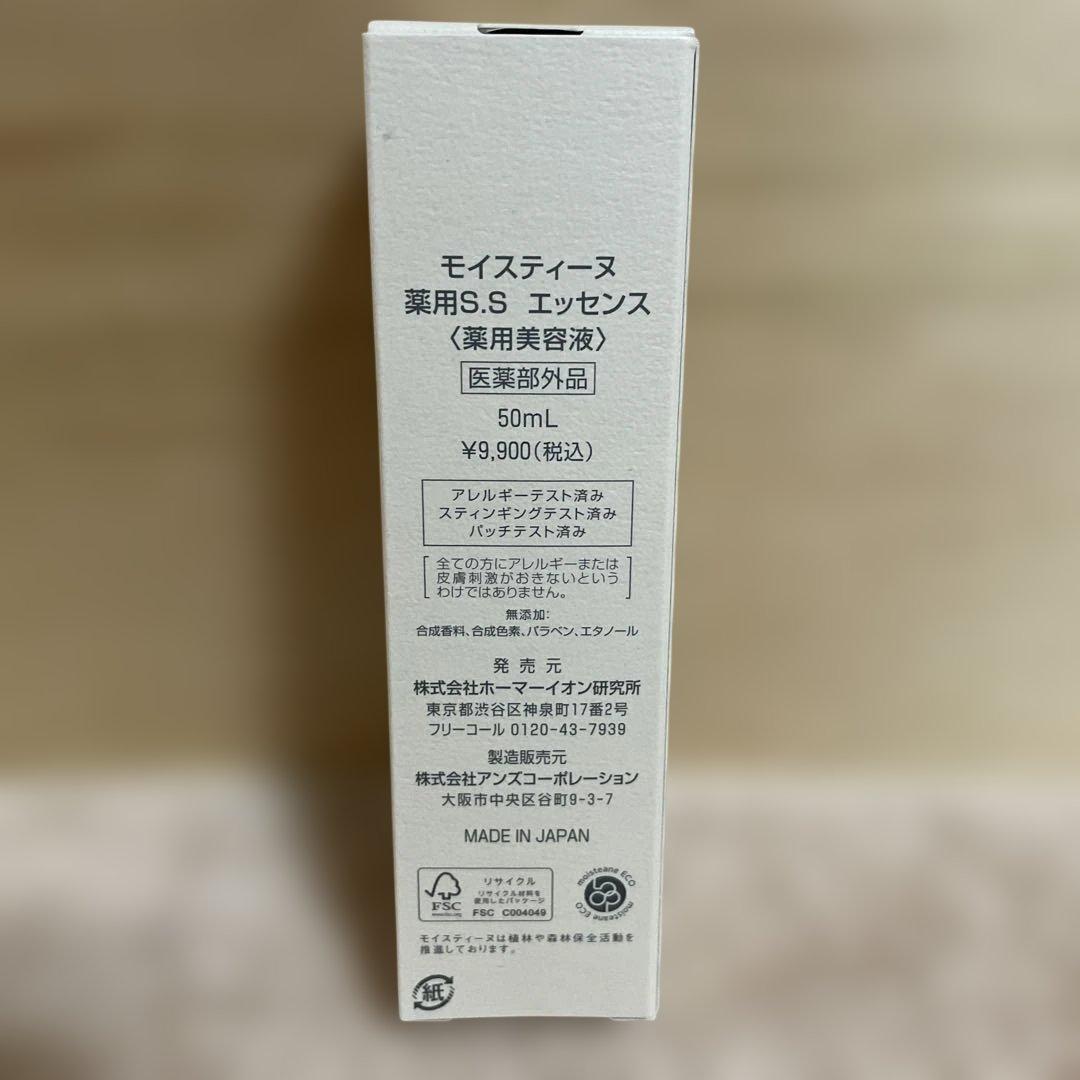 モイスティーヌ
薬用S.S エッセンス
〈薬用美容液〉
医薬部外品
50mL
¥9,900(税込)
アレルギーテスト済み
スティンギングテスト済み
パッチテスト済み
全ての方にアレルギーまたは
皮膚刺激がおきないという
わけではありません。
無添加:
合成香料、合成色素、パラベン、エタノール
発売元
株式会社ホーマーイオン研究所
東京都渋谷区神泉町17番2号
フリーコール 0120-43-7939
製造販売元
株式会社アンズコーポレーション
大阪市中央区谷町9-3-7
MADE IN JAPAN
リサイクル
リサイクル材料を
使用したパッケージ
FSC
www.fsc.org
FSC C004049
moisteane ECO
moisteane ECO
モイスティーヌは植林や森林保全活動を
推進しております。
紙